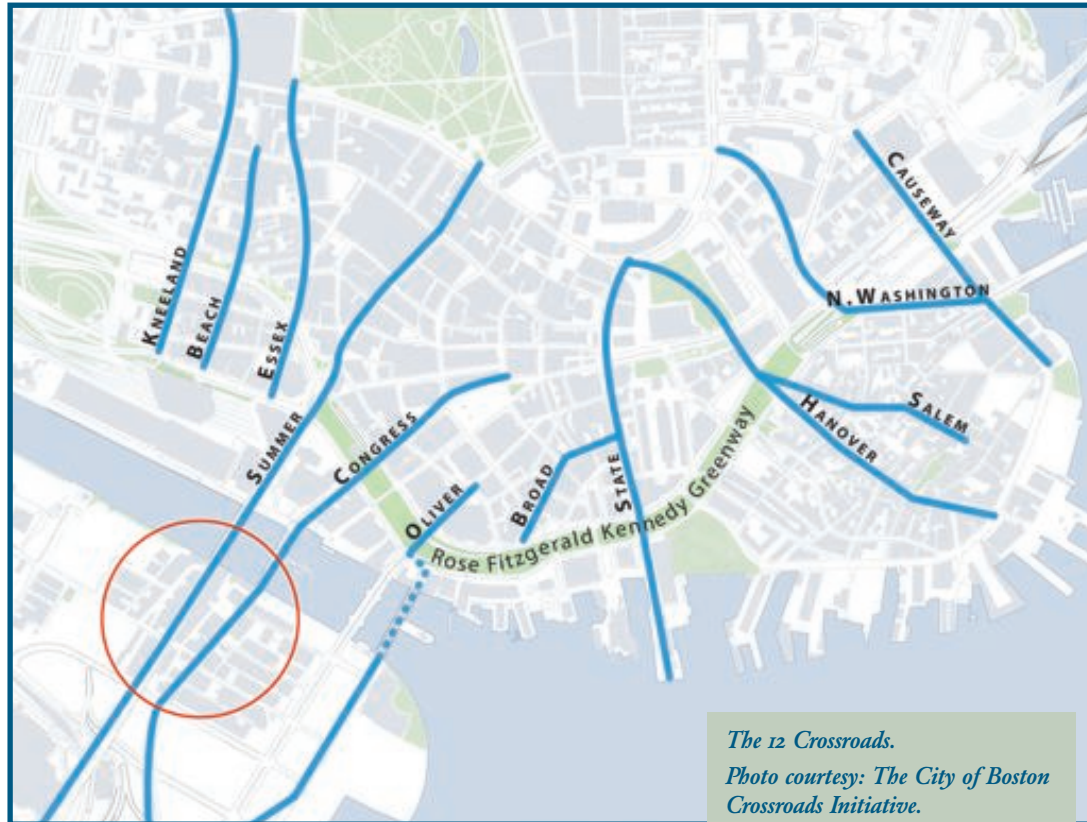 KNEELAND
BEACH
ESSEX
SUMMER
CONGRESS
OLIVER
BROAD
STATE
Rose Fitzgerald Kennedy Greenway
HANOVER
SALEM
N. WASHINGTON
CAUSEWAY
The 12 Crossroads.
Photo courtesy: The City of Boston
Crossroads Initiative.